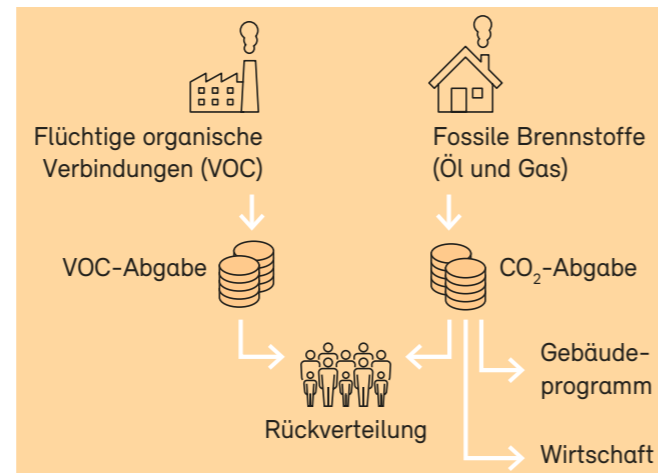 Flüchtige organische
Verbindungen (VOC)
Fossile Brennstoffe
(Öl und Gas)
VOC-Abgabe
CO₂-Abgabe
Rückverteilung
Gebäude-
programm
Wirtschaft